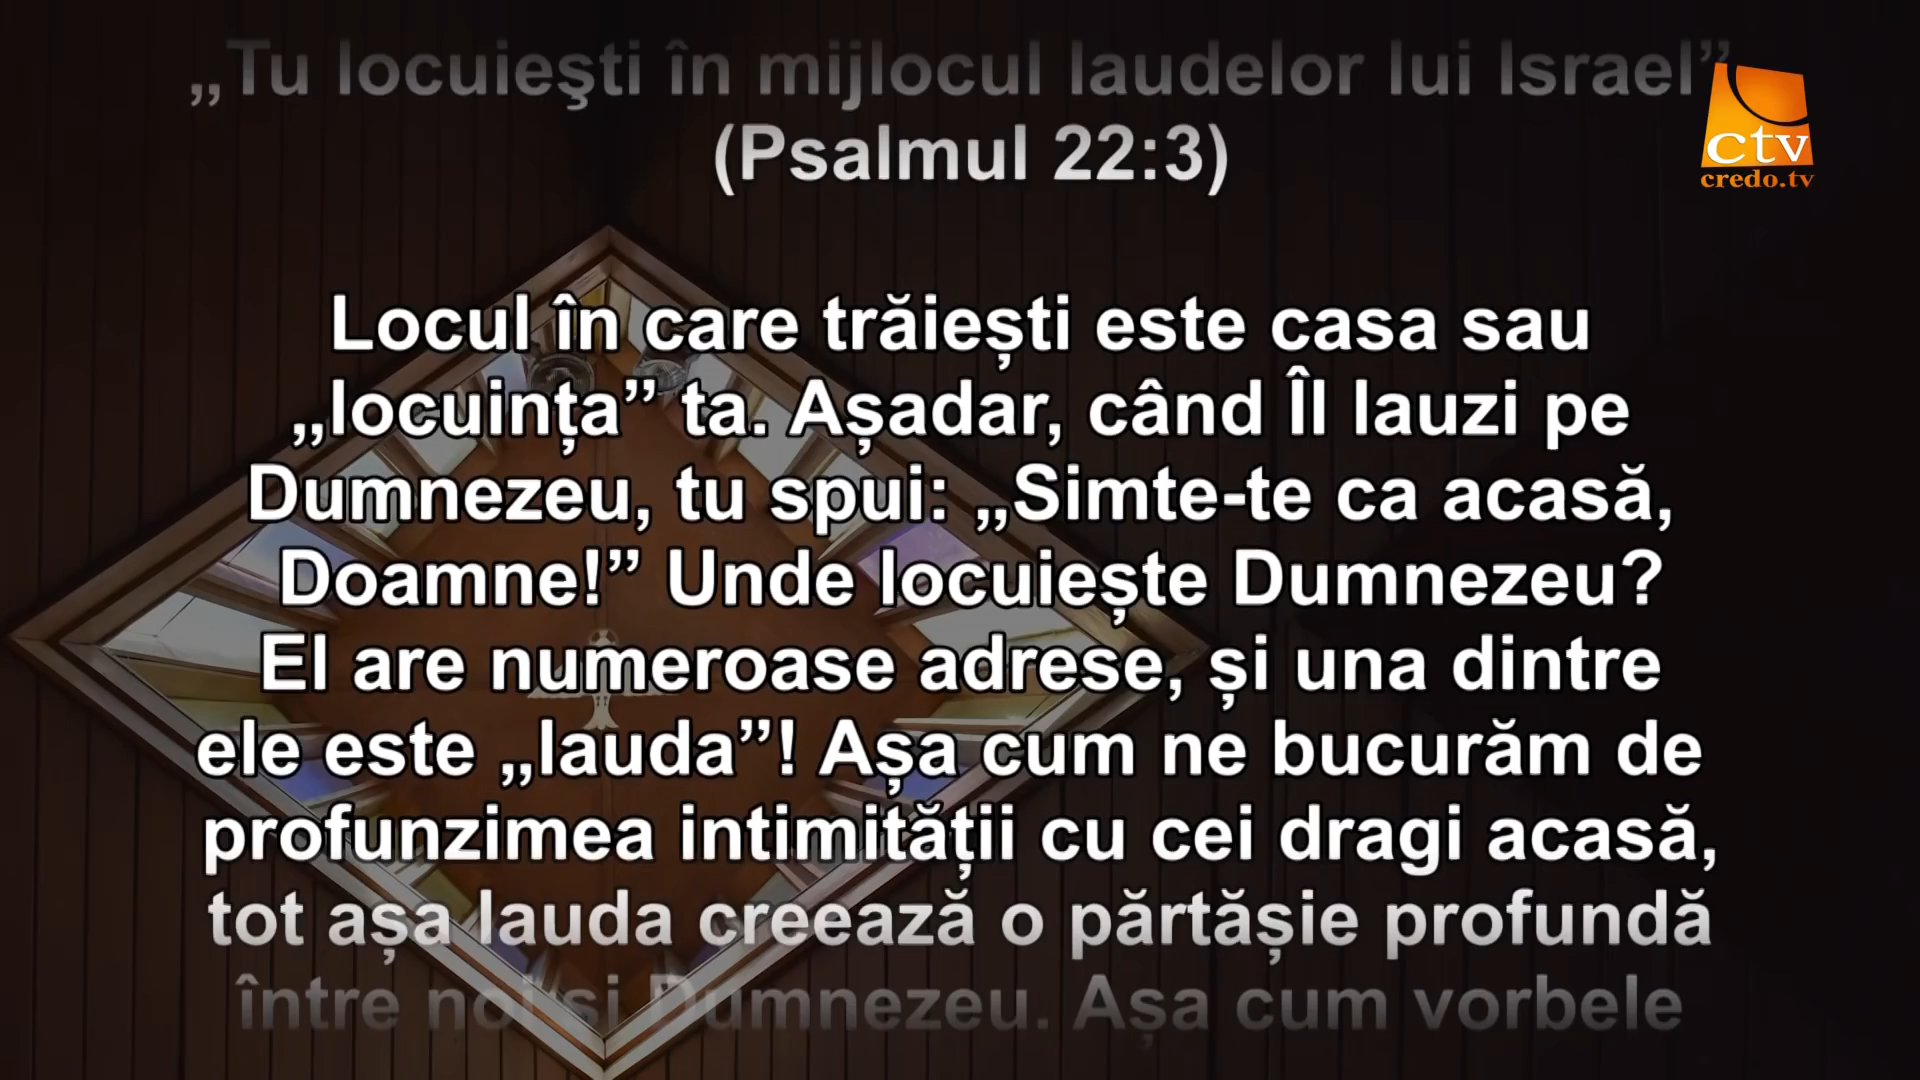 „Tu locuieşti în mijlocul laudelor lui Israel”
(Psalmul 22:3)
ctv
credo.tv
Locul în care trăiești este casa sau
„locuința” ta. Așadar, când Îl lauzi pe
Dumnezeu, tu spui: „Simte-te ca acasă,
Doamne!” Unde locuiește Dumnezeu?
El are numeroase adrese, și una dintre
ele este „lauda”! Așa cum ne bucurăm de
profunzimea intimității cu cei dragi acasă,
tot așa lauda creează o părtășie profundă
între noi și Dumnezeu. Așa cum vorbele